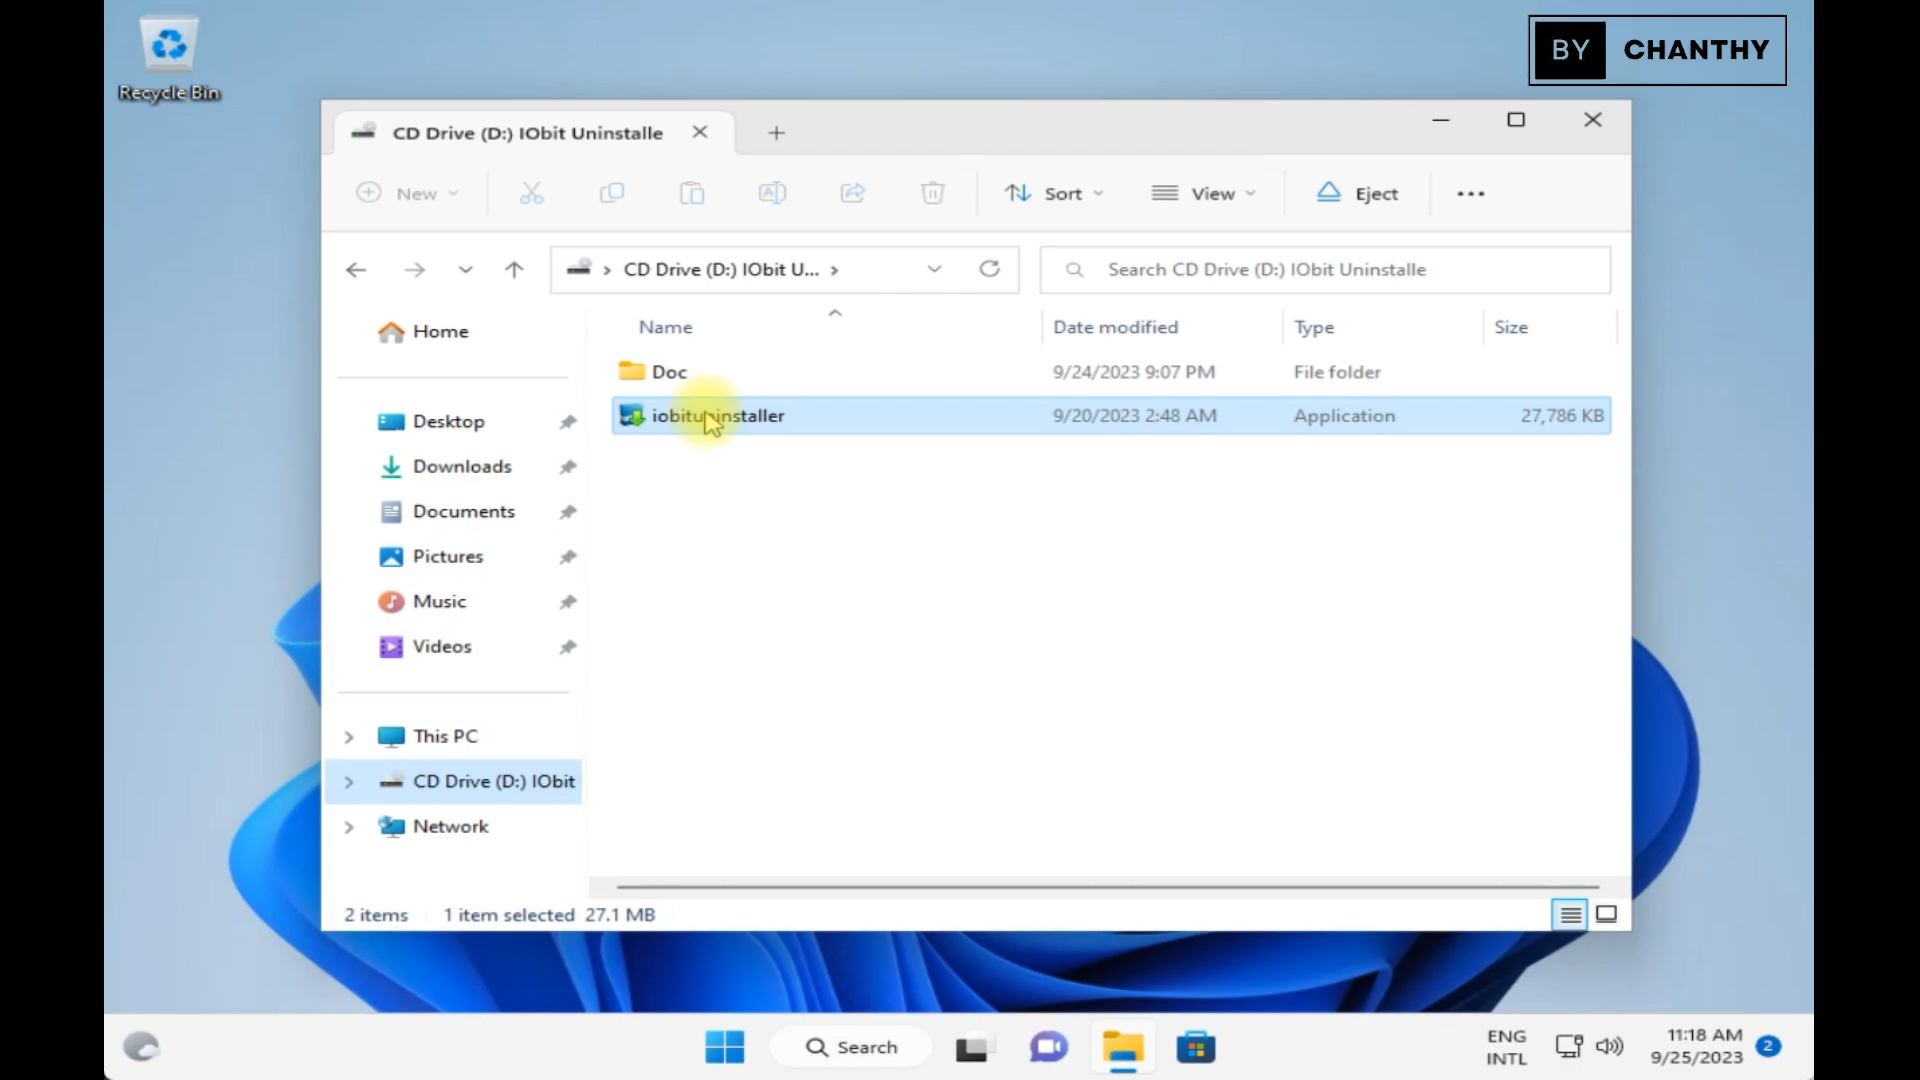 Recycle Bin
BY CHANTHY
CD Drive (D:) IObit Uninstalle
New
Sort
View
Eject
CD Drive (D:) IObit U...
Search CD Drive (D:) IObit Uninstalle
Name Date modified Type Size
Doc 9/24/2023 9:07 PM File folder
iobituninstaller 9/20/2023 2:48 AM Application 27,786 KB
Home
Desktop
Downloads
Documents
Pictures
Music
Videos
This PC
CD Drive (D:) IObit
Network
2 items 1 item selected 27.1 MB
Search
ENG
INTL
11:18 AM
9/25/2023
2